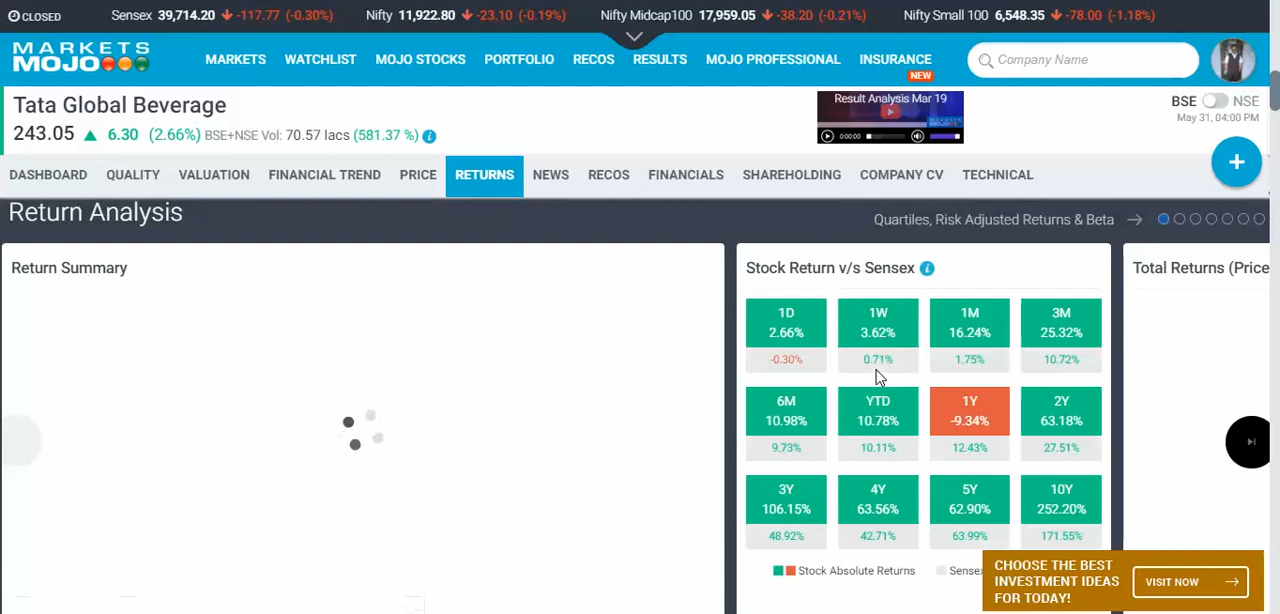 CLOSED Sensex 39,714.20 -117.77 (-0.30%) Nifty 11,922.80 -23.10 (-0.19%) Nifty Midcap100 17,959.05 -38.20 (-0.21%) Nifty Small 100 6,548.35 -78.00 (-1.18%)
MARKETS MOJO
MARKETS WATCHLIST MOJO STOCKS PORTFOLIO RECOS RESULTS MOJO PROFESSIONAL INSURANCE Company Name
NEW
Tata Global Beverage
243.05 6.30 (2.66%) BSE+NSE Vol: 70.57 lacs (581.37 %)
Result Analysis Mar 19
0:00:00
BSE NSE
May 31, 04:00 PM
+
DASHBOARD QUALITY VALUATION FINANCIAL TREND PRICE RETURNS NEWS RECOS FINANCIALS SHAREHOLDING COMPANY CV TECHNICAL
Return Analysis
Quartiles, Risk Adjusted Returns & Beta
Return Summary
Stock Return v/s Sensex
Total Returns (Price
1D 1W 1M 3M
2.66% 3.62% 16.24% 25.32%
-0.30% 0.71% 1.75% 10.72%
6M YTD 1Y 2Y
10.98% 10.78% -9.34% 63.18%
9.73% 10.11% 12.43% 27.51%
3Y 4Y 5Y 10Y
106.15% 63.56% 62.90% 252.20%
48.92% 42.71% 63.99% 171.55%
Stock Absolute Returns Sense
CHOOSE THE BEST
INVESTMENT IDEAS
FOR TODAY!
VISIT NOW